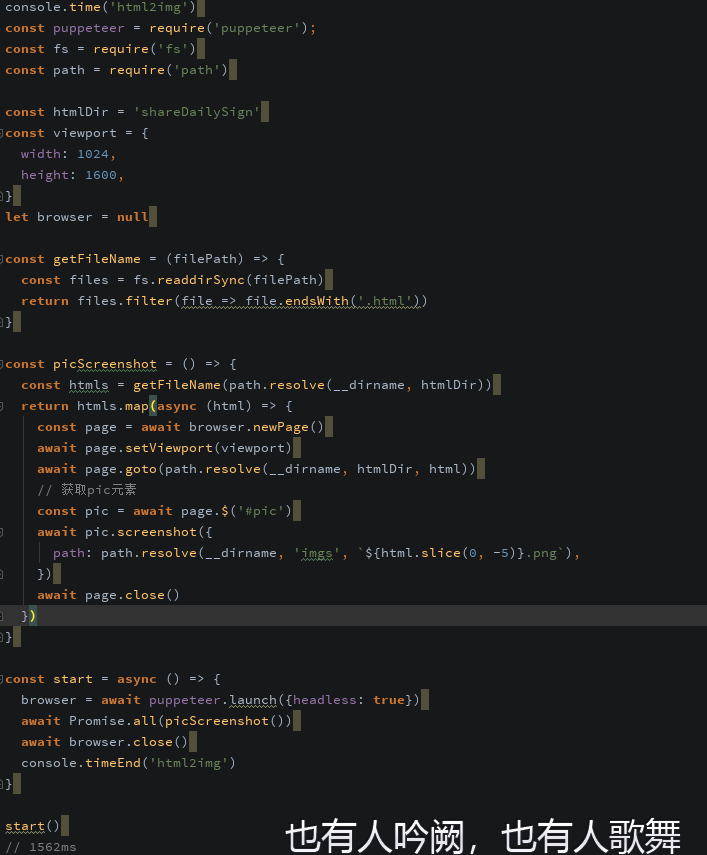 console.time('html2img')
const puppeteer = require('puppeteer');
const fs = require('fs')
const path = require('path')
const htmlDir = 'shareDailySign'
const viewport = {
  width: 1024,
  height: 1600,
}
let browser = null
const getFileName = (filePath) => {
  const files = fs.readdirSync(filePath)
  return files.filter(file => file.endsWith('.html'))
}
const picScreenshot = () => {
  const htmls = getFileName(path.resolve(__dirname, htmlDir))
  return htmls.map(async (html) => {
    const page = await browser.newPage()
    await page.setViewport(viewport)
    await page.goto(path.resolve(__dirname, htmlDir, html))
    // 获取pic元素
    const pic = await page.$('#pic')
    await pic.screenshot({
      path: path.resolve(__dirname, 'imgs', `${html.slice(0, -5)}.png`),
    })
    await page.close()
  })
}
const start = async () => {
  browser = await puppeteer.launch({headless: true})
  await Promise.all(picScreenshot())
  await browser.close()
  console.timeEnd('html2img')
}
start()
// 1562ms
也有人吟阙，也有人歌舞